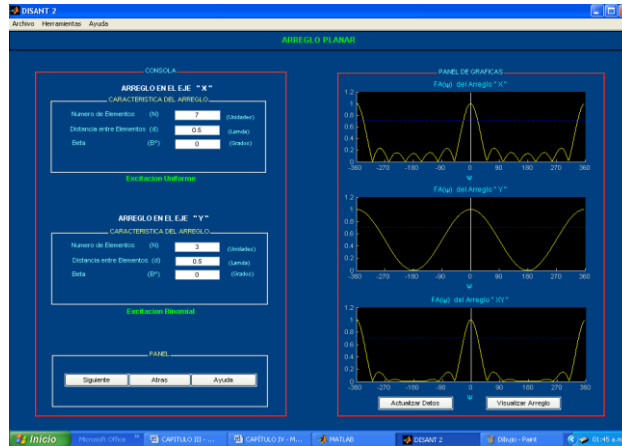 DISANT 2
Archivo Herramientas Ayuda
ARREGLO PLANAR
CONSOLA
ARREGLO EN EL EJE "X"
CARACTERISTICA DEL ARREGLO
Numero de Elementos (N) 7 (Unidades)
Distancia entre Elementos (d) 0.5 (Lamda)
Beta (Bº) 0 (Grados)
Excitacion Uniforme
ARREGLO EN EL EJE "Y"
CARACTERISTICA DEL ARREGLO
Numero de Elementos (N) 3 (Unidades)
Distancia entre Elementos (d) 0.5 (Lamda)
Beta (Bº) 0 (Grados)
Excitacion Binomial
PANEL
Siguiente Atras Ayuda
PANEL DE GRAFICAS
FA(ψ) del Arreglo "X"
1.2
1
0.8
0.6
0.4
0.2
0
-360 -270 -180 -90 0 90 180 270 360
ψ
FA(ψ) del Arreglo "Y"
1.2
1
0.8
0.6
0.4
0.2
0
-360 -270 -180 -90 0 90 180 270 360
ψ
FA(ψ) del Arreglo "XY"
1.2
1
0.8
0.6
0.4
0.2
0
-360 -270 -180 -90 0 90 180 270 360
ψ
Actualizar Datos Visualizar Arreglo
Inicio Microsoft Office CAPITULO III - ... CAPÍTULO IV - M... MATLAB DISANT 2 Dibujo - Paint 01:45 a.m.